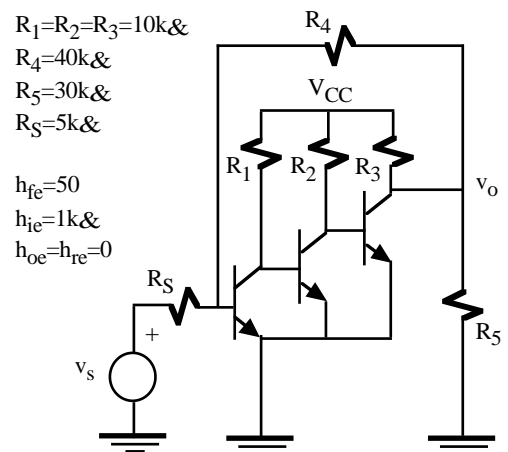 R1=R2=R3=10k&
R4=40k&
R5=30k&
RS=5k&
hfe=50
hie=1k&
hoe=hre=0
R4
VCC
R1
R2
R3
vo
RS
+
vs
R5